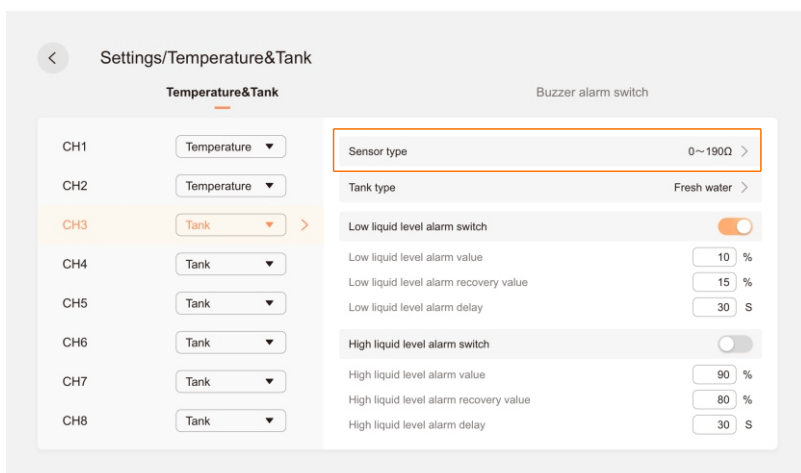 Settings/Temperature&Tank
Temperature&Tank
Buzzer alarm switch
CH1 Temperature
CH2 Temperature
CH3 Tank
CH4 Tank
CH5 Tank
CH6 Tank
CH7 Tank
CH8 Tank
Sensor type 0~190Ω
Tank type Fresh water
Low liquid level alarm switch
Low liquid level alarm value 10 %
Low liquid level alarm recovery value 15 %
Low liquid level alarm delay 30 S
High liquid level alarm switch
High liquid level alarm value 90 %
High liquid level alarm recovery value 80 %
High liquid level alarm delay 30 S